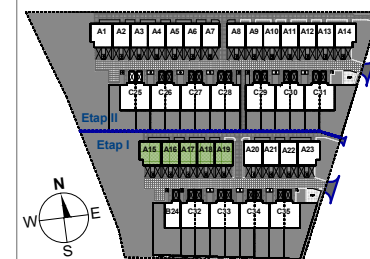 A1 A2 A3 A4 A5 A6 A7 A8 A9 A10 A11 A12 A13 A14
C25 C26 C27 C28 C29 C30 C31
Etap II
Etap I
A15 A16 A17 A18 A19 A20 A21 A22 A23
B24 C32 C33 C34 C35
N
W E
S